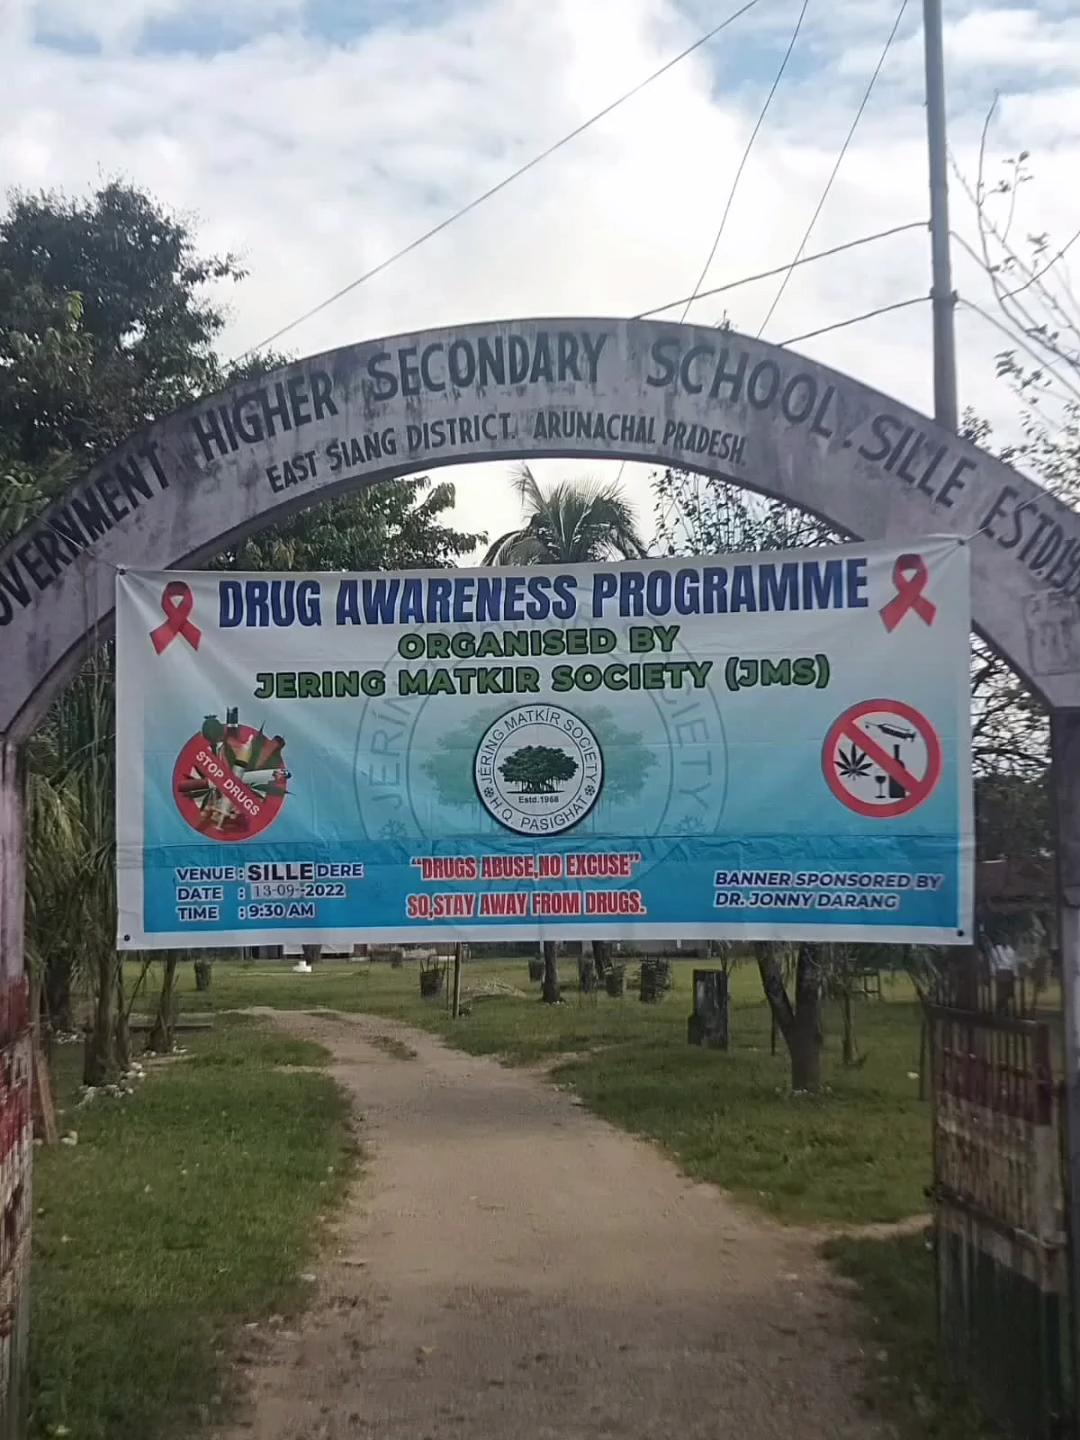 GOVERNMENT HIGHER SECONDARY SCHOOL. SILLE ESTD.
EAST SIANG DISTRICT. ARUNACHAL PRADESH.
DRUG AWARENESS PROGRAMME
ORGANISED BY
JERING MATKIR SOCIETY (JMS)
STOP DRUGS
JERING MATKÍR SOCIETY
Estd.1968
H.Q. PASIGHAT
VENUE : SILLE DERE
DATE : 13-09-2022
TIME : 9:30 AM
"DRUGS ABUSE,NO EXCUSE"
SO,STAY AWAY FROM DRUGS.
BANNER SPONSORED BY
DR. JONNY DARANG